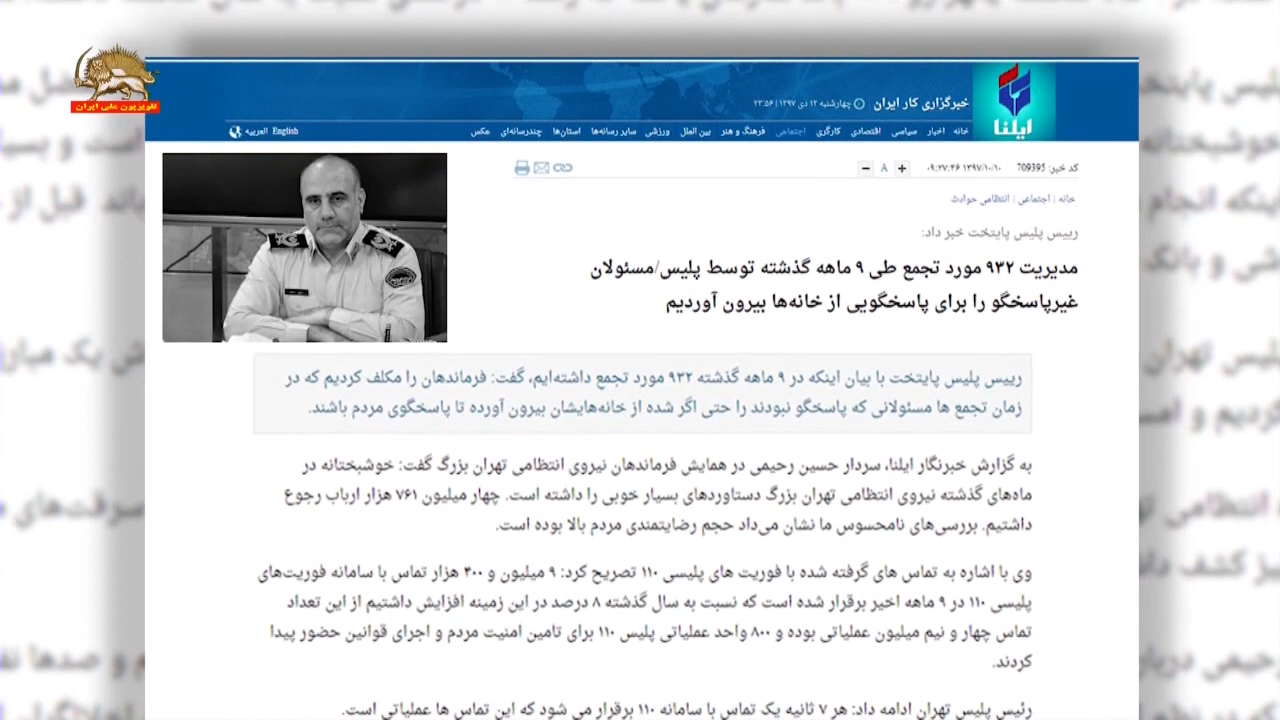 تلویزیون ملی ایران
خبرگزاری کار ایران
چهارشنبه ۱۲ دی ۱۳۹۷ | ۲۳:۵۶
ایلنا
خانه اخبار سیاسی اقتصادی کارگری اجتماعی فرهنگ و هنر بین الملل ورزشی سایر رسانه‌ها استان‌ها چندرسانه‌ای عکس
العربیه English
کد خبر: 709395 ۱۳۹۷/۱۰/۱۰ ۰۹:۲۷:۴۶
خانه | اجتماعی | انتظامی حوادث
رییس پلیس پایتخت خبر داد:
مدیریت ۹۳۲ مورد تجمع طی ۹ ماهه گذشته توسط پلیس/مسئولان
غیرپاسخگو را برای پاسخگویی از خانه‌ها بیرون آوردیم
رییس پلیس پایتخت با بیان اینکه در ۹ ماهه گذشته ۹۳۲ مورد تجمع داشته‌ایم، گفت: فرماندهان را مکلف کردیم که در
زمان تجمع ها مسئولانی که پاسخگو نبودند را حتی اگر شده از خانه‌هایشان بیرون آورده تا پاسخگوی مردم باشند.
به گزارش خبرنگار ایلنا، سردار حسین رحیمی در همایش فرماندهان نیروی انتظامی تهران بزرگ گفت: خوشبختانه در
ماه‌های گذشته نیروی انتظامی تهران بزرگ دستاوردهای بسیار خوبی را داشته است. چهار میلیون ۷۶۱ هزار ارباب رجوع
داشتیم. بررسی‌های نامحسوس ما نشان می‌داد حجم رضایتمندی مردم بالا بوده است.
وی با اشاره به تماس های گرفته شده با فوریت های پلیسی ۱۱۰ تصریح کرد: ۹ میلیون و ۴۰۰ هزار تماس با سامانه فوریت‌های
پلیسی ۱۱۰ در ۹ ماهه اخیر برقرار شده است که نسبت به سال گذشته ۸ درصد در این زمینه افزایش داشتیم از این تعداد
تماس چهار و نیم میلیون عملیاتی بوده و ۸۰۰ واحد عملیاتی پلیس ۱۱۰ برای تامین امنیت مردم و اجرای قوانین حضور پیدا
کردند.
رئیس پلیس تهران ادامه داد: هر ۷ ثانیه یک تماس با سامانه ۱۱۰ برقرار می شود که این تماس ها عملیاتی است.